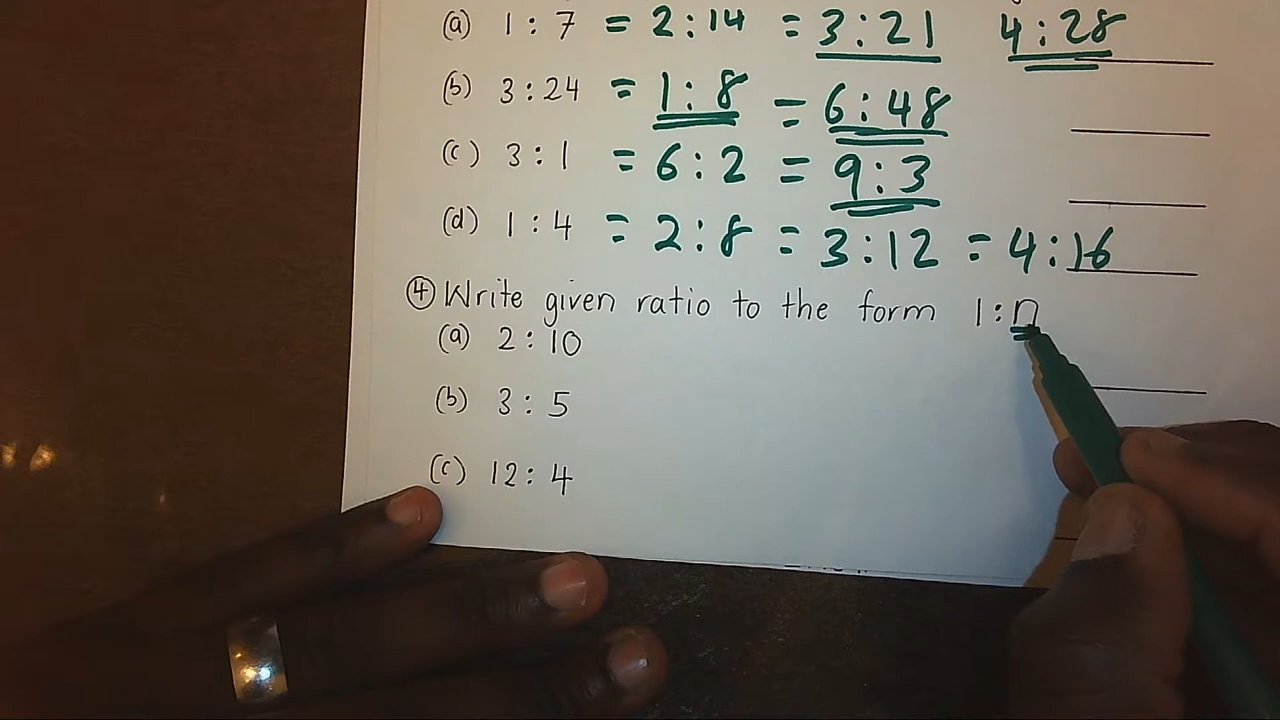 (a) 1 : 7 = 2 : 14 = 3 : 21 4 : 28
(b) 3 : 24 = 1 : 8 = 6 : 48
(c) 3 : 1 = 6 : 2 = 9 : 3
(d) 1 : 4 = 2 : 8 = 3 : 12 = 4 : 16
④ Write given ratio to the form 1 : n
(a) 2 : 10
(b) 3 : 5
(c) 12 : 4